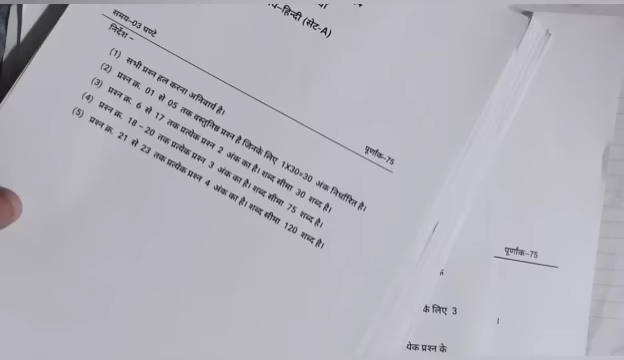 य-हिन्दी (सेट-A)
समय-03 घण्टे
पूर्णांक-75
निर्देश -
(1) सभी प्रश्न हल करना अनिवार्य है।
(2) प्रश्न क्र. 01 से 05 तक वस्तुनिष्ठ प्रश्न है जिनके लिए 1X30=30 अंक निर्धारित है।
(3) प्रश्न क्र. 6 से 17 तक प्रत्येक प्रश्न 2 अंक का है। शब्द सीमा 30 शब्द है।
(4) प्रश्न क्र. 18 - 20 तक प्रत्येक प्रश्न 3 अंक का है। शब्द सीमा 75 शब्द है।
(5) प्रश्न क्र. 21 से 23 तक प्रत्येक प्रश्न 4 अंक का है। शब्द सीमा 120 शब्द है।
पूर्णांक-75
के लिए 3
येक प्रश्न के